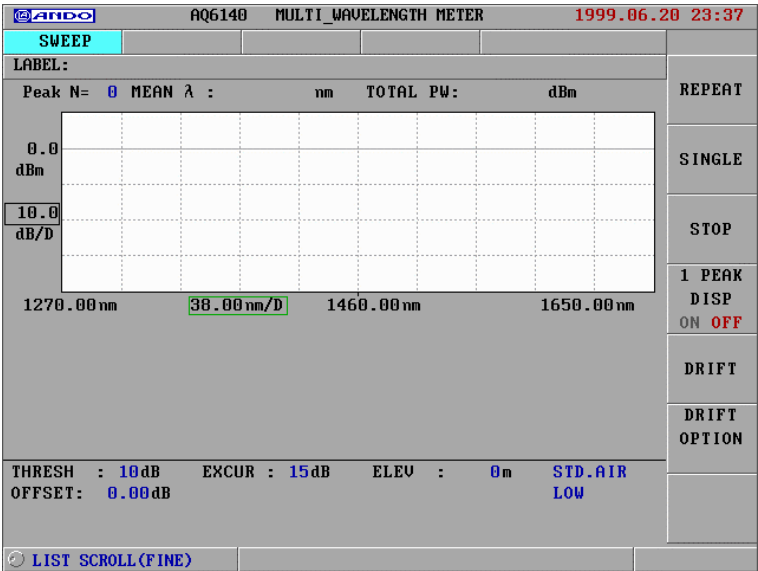 @ANDO AQ6140 MULTI_WAVELENGTH METER 1999.06.20 23:37
SWEEP
LABEL:
Peak N= 0 MEAN λ : nm TOTAL PW: dBm
0.0
dBm
10.0
dB/D
1270.00nm 38.00nm/D 1460.00nm 1650.00nm
REPEAT
SINGLE
STOP
1 PEAK
DISP
ON OFF
DRIFT
DRIFT
OPTION
THRESH : 10dB EXCUR : 15dB ELEV : 0m STD.AIR
OFFSET: 0.00dB LOW
LIST SCROLL(FINE)